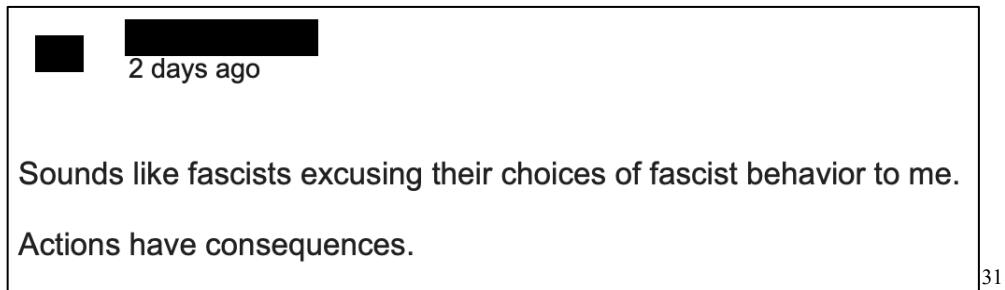 2 days ago
Sounds like fascists excusing their choices of fascist behavior to me.
Actions have consequences.
31